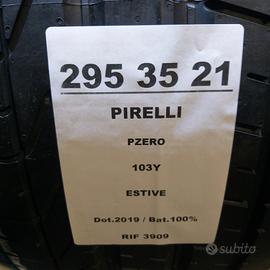 295 35 21
PIRELLI
PZERO
103Y
ESTIVE
Dot.2019 / Bat.100%
RIF 3909
subito